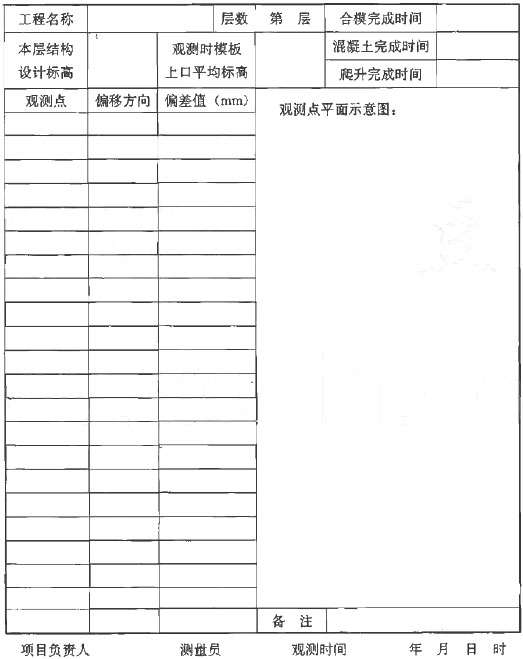 工程名称 层数 第 层 合模完成时间
本层结构 观测时模板 混凝土完成时间
设计标高 上口平均标高 爬升完成时间
观测点 偏移方向 偏差值（mm） 观测点平面示意图：
备 注
项目负责人 测量员 观测时间 年 月 日 时